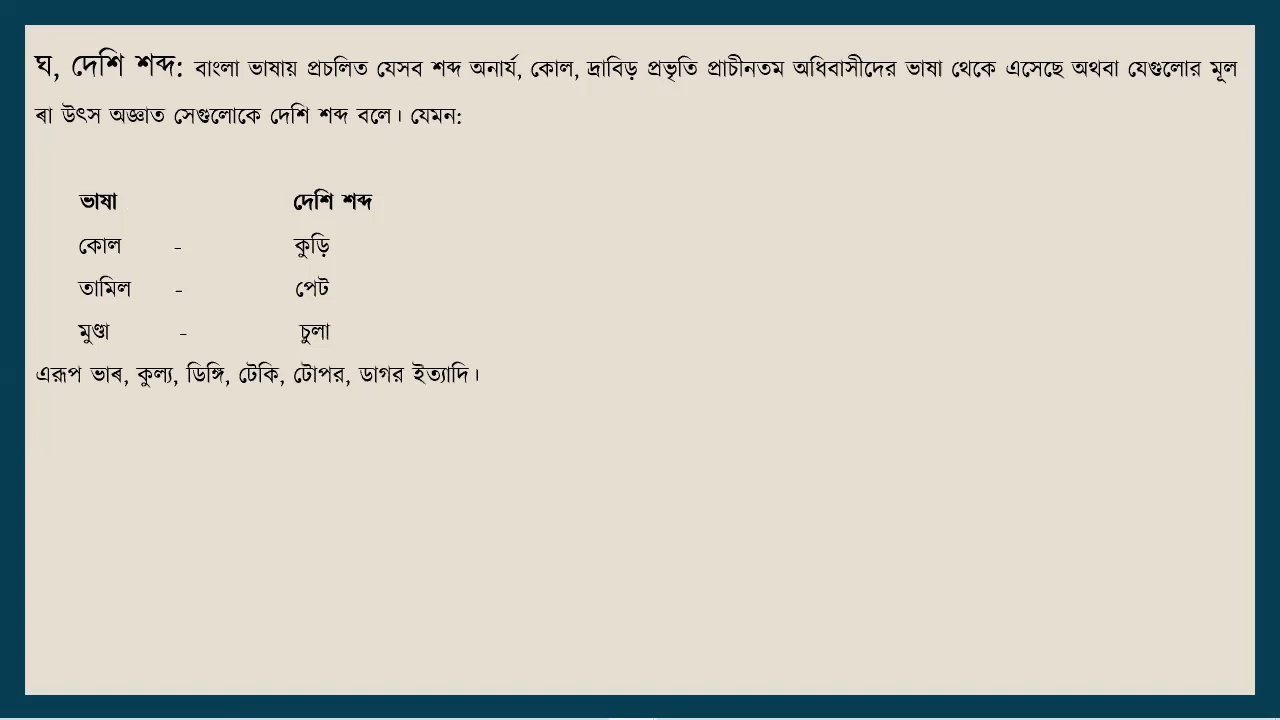 ঘ, দেশি শব্দ: বাংলা ভাষায় প্রচলিত যেসব শব্দ অনার্য, কোল, দ্রাবিড় প্রভৃতি প্রাচীনতম অধিবাসীদের ভাষা থেকে এসেছে অথবা যেগুলোর মূল
ৰা উৎস অজ্ঞাত সেগুলোকে দেশি শব্দ বলে। যেমন:
ভাষা দেশি শব্দ
কোল - কুড়ি
তামিল - পেট
মুণ্ডা - চুলা
এরূপ ভাৰ, কুল্য, ডিঙ্গি, টেকি, টোপর, ডাগর ইত্যাদি।